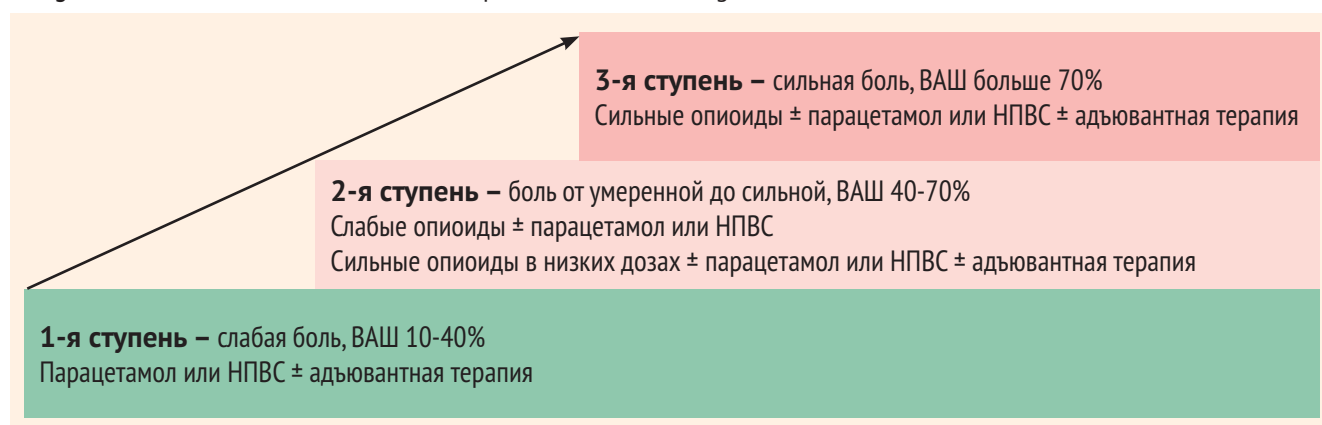 3-я ступень – сильная боль, ВАШ больше 70%
Сильные опиоиды ± парацетамол или НПВС ± адъювантная терапия
2-я ступень – боль от умеренной до сильной, ВАШ 40-70%
Слабые опиоиды ± парацетамол или НПВС
Сильные опиоиды в низких дозах ± парацетамол или НПВС ± адъювантная терапия
1-я ступень – слабая боль, ВАШ 10-40%
Парацетамол или НПВС ± адъювантная терапия